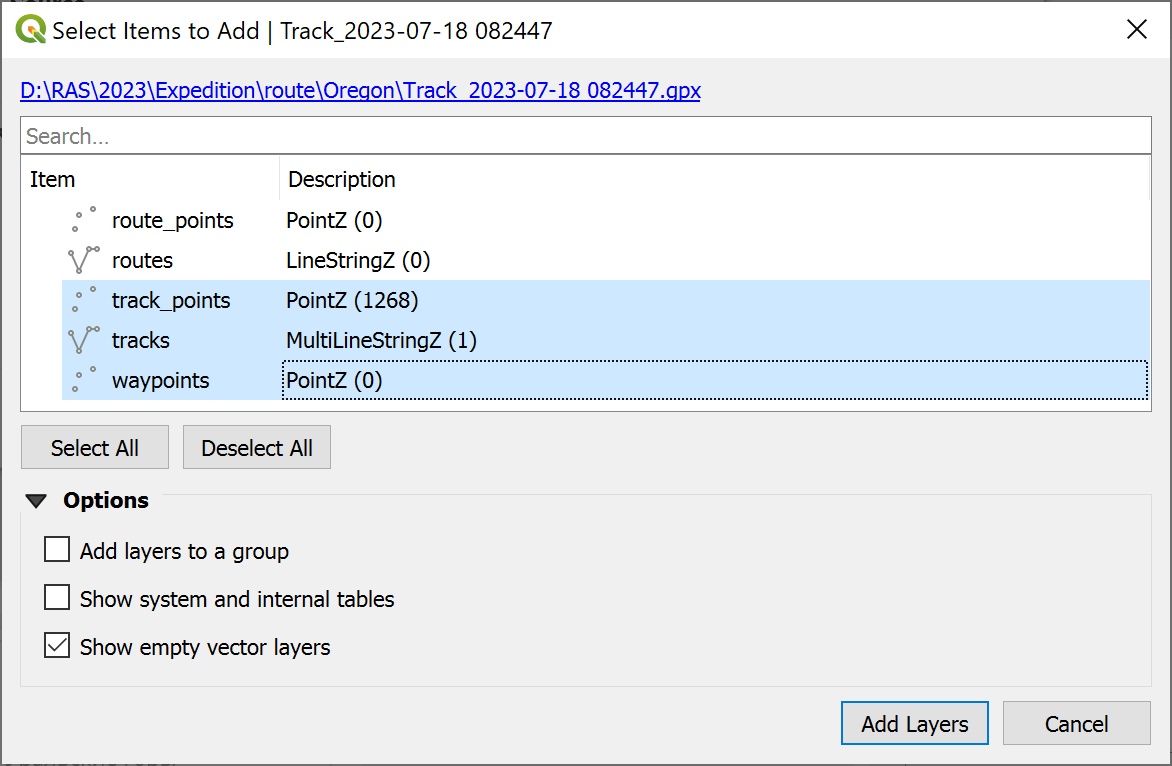 Select Items to Add | Track_2023-07-18 082447
D:\RAS\2023\Expedition\route\Oregon\Track_2023-07-18 082447.gpx
Search...
Item Description
route_points PointZ (0)
routes LineStringZ (0)
track_points PointZ (1268)
tracks MultiLineStringZ (1)
waypoints PointZ (0)
Select All Deselect All
Options
Add layers to a group
Show system and internal tables
Show empty vector layers
Add Layers Cancel